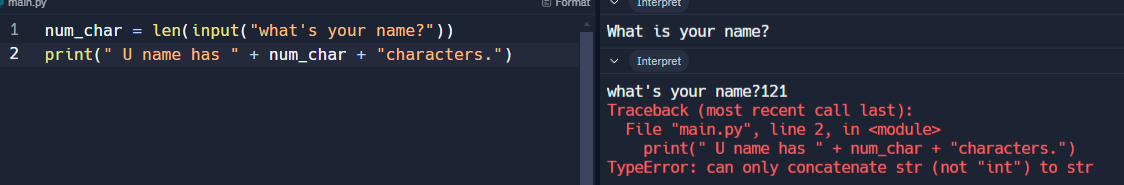 main.py
Format
1 num_char = len(input("what's your name?"))
2 print(" U name has " + num_char + "characters.")
Interpret
What is your name?
Interpret
what's your name?121
Traceback (most recent call last):
File "main.py", line 2, in <module>
print(" U name has " + num_char + "characters.")
TypeError: can only concatenate str (not "int") to str